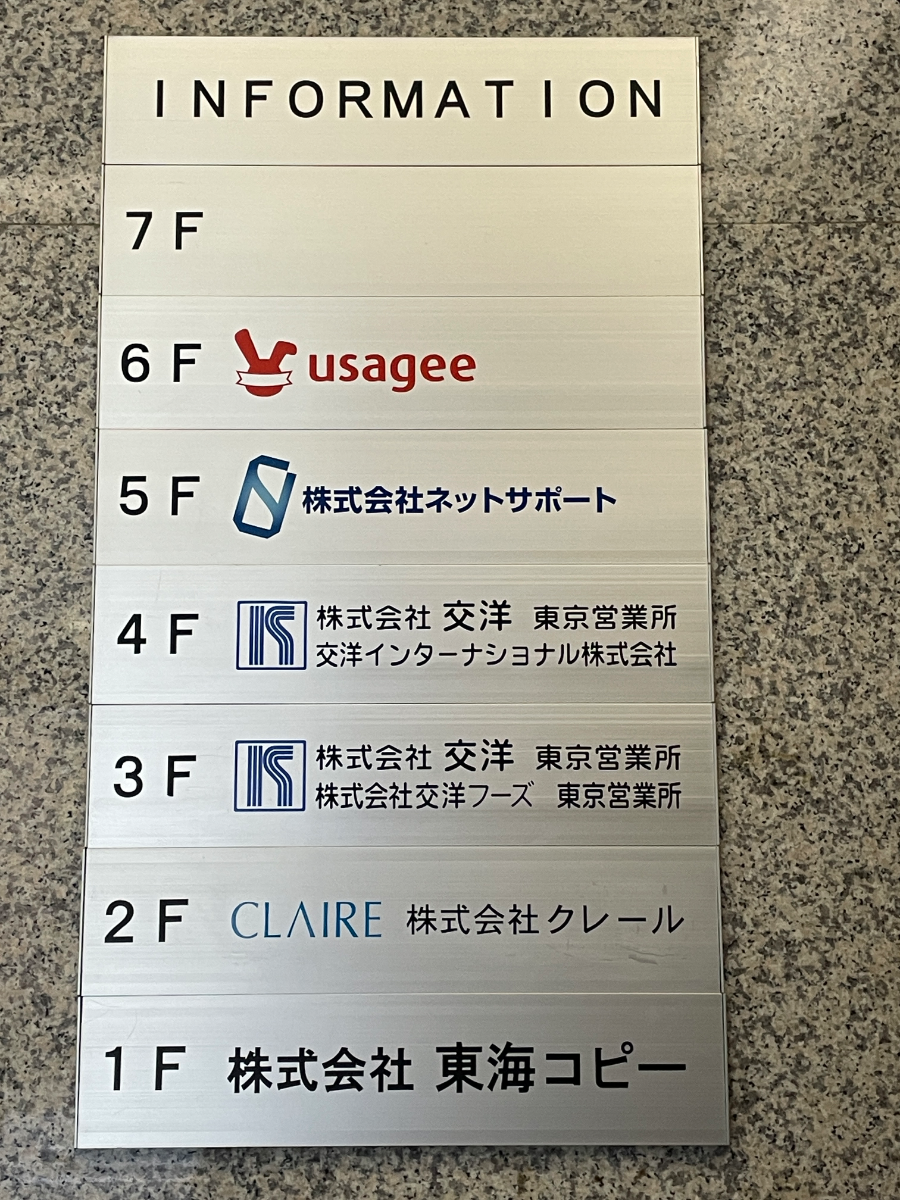 INFORMATION
7F
6F usagee
5F 株式会社ネットサポート
4F 株式会社 交洋 東京営業所
交洋インターナショナル株式会社
3F 株式会社 交洋 東京営業所
株式会社交洋フーズ 東京営業所
2F CLAIRE 株式会社クレール
1F 株式会社 東海コピー